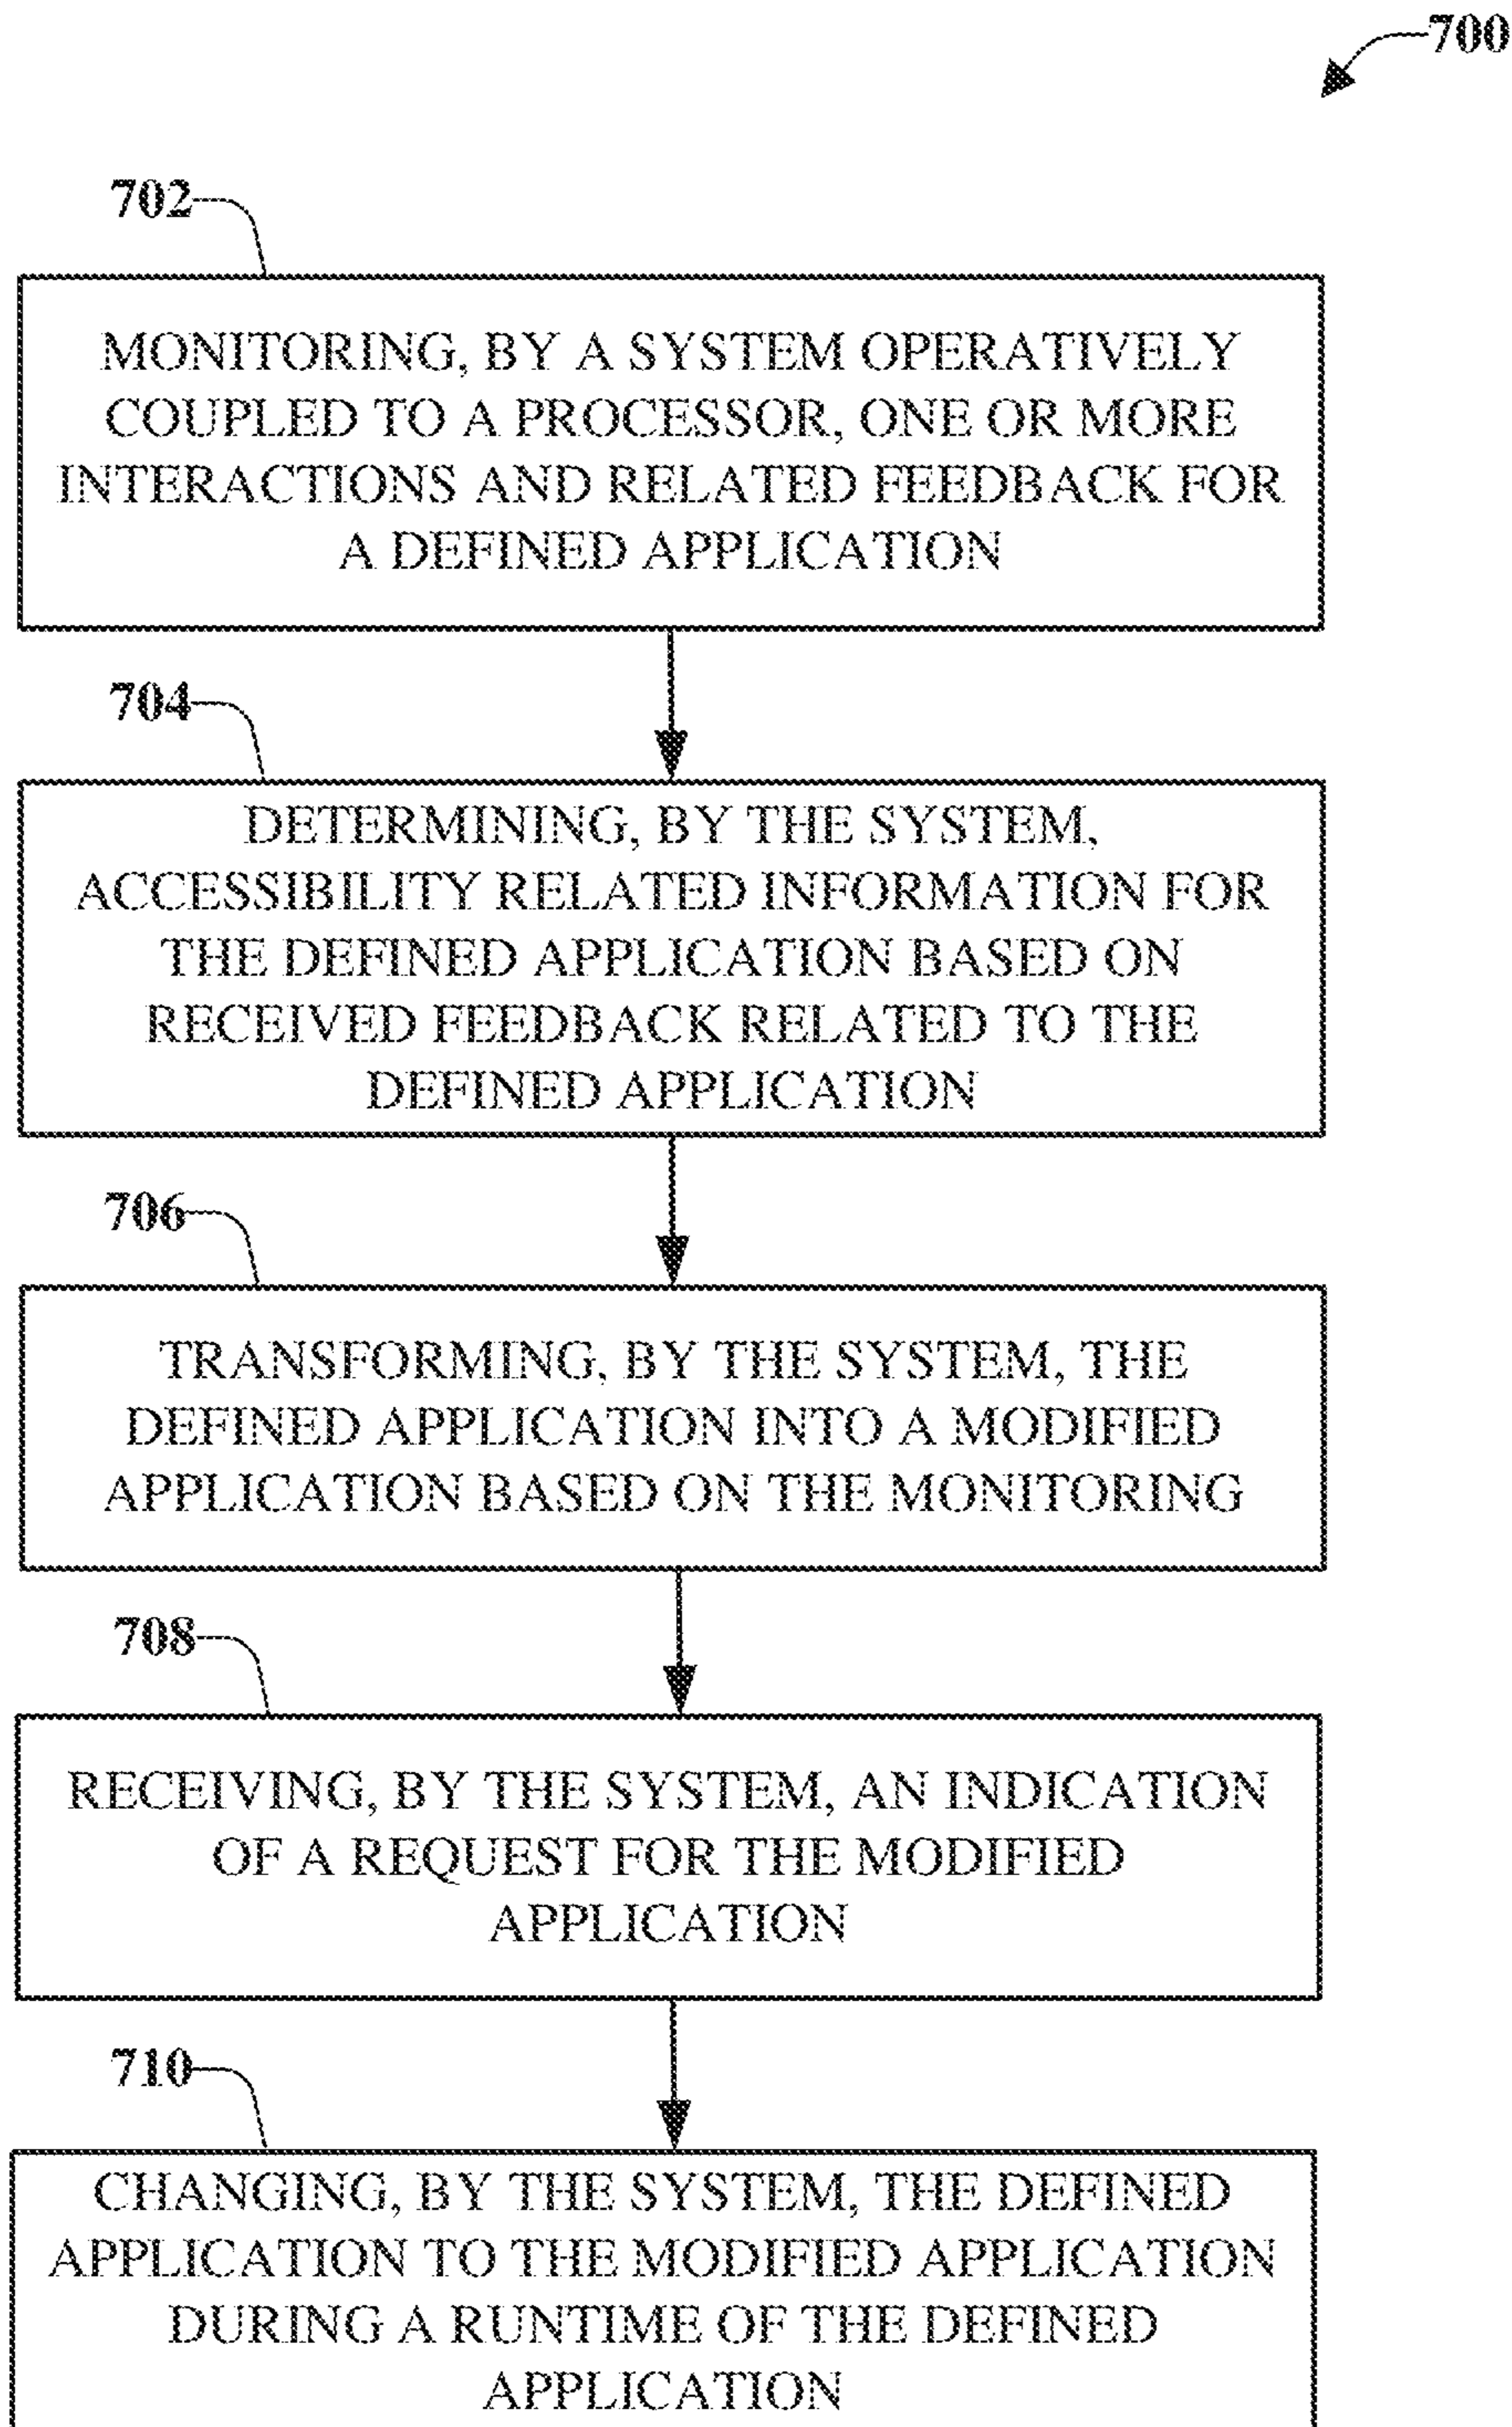 700
702
MONITORING, BY A SYSTEM OPERATIVELY
COUPLED TO A PROCESSOR, ONE OR MORE
INTERACTIONS AND RELATED FEEDBACK FOR
A DEFINED APPLICATION
704
DETERMINING, BY THE SYSTEM,
ACCESSIBILITY RELATED INFORMATION FOR
THE DEFINED APPLICATION BASED ON
RECEIVED FEEDBACK RELATED TO THE
DEFINED APPLICATION
706
TRANSFORMING, BY THE SYSTEM, THE
DEFINED APPLICATION INTO A MODIFIED
APPLICATION BASED ON THE MONITORING
708
RECEIVING, BY THE SYSTEM, AN INDICATION
OF A REQUEST FOR THE MODIFIED
APPLICATION
710
CHANGING, BY THE SYSTEM, THE DEFINED
APPLICATION TO THE MODIFIED APPLICATION
DURING A RUNTIME OF THE DEFINED
APPLICATION